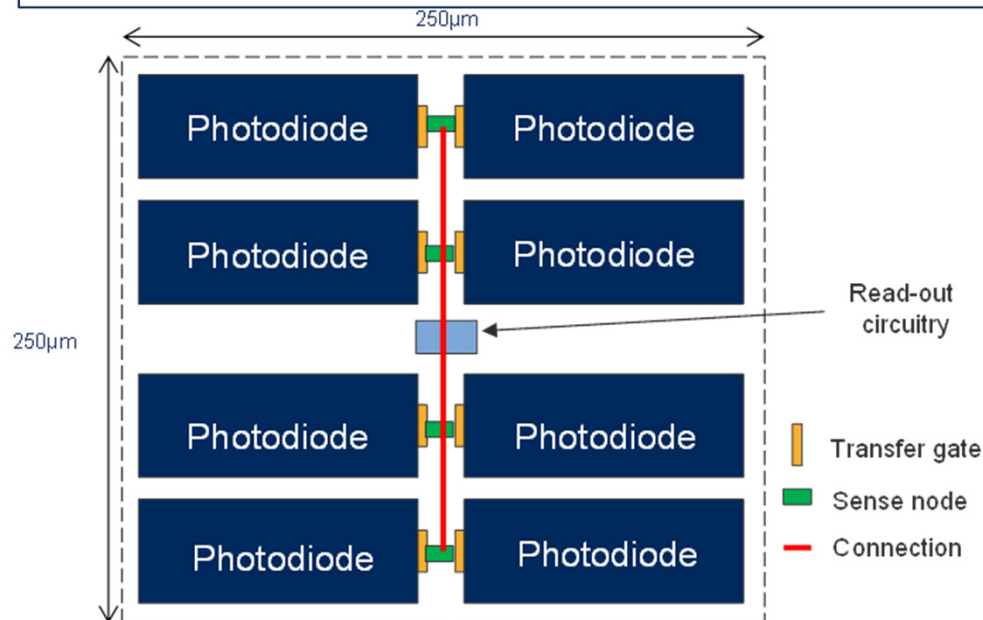 250µm
Photodiode Photodiode
Photodiode Photodiode
Read-out
circuitry
250µm
Photodiode Photodiode
Transfer gate
Sense node
Photodiode Photodiode
Connection